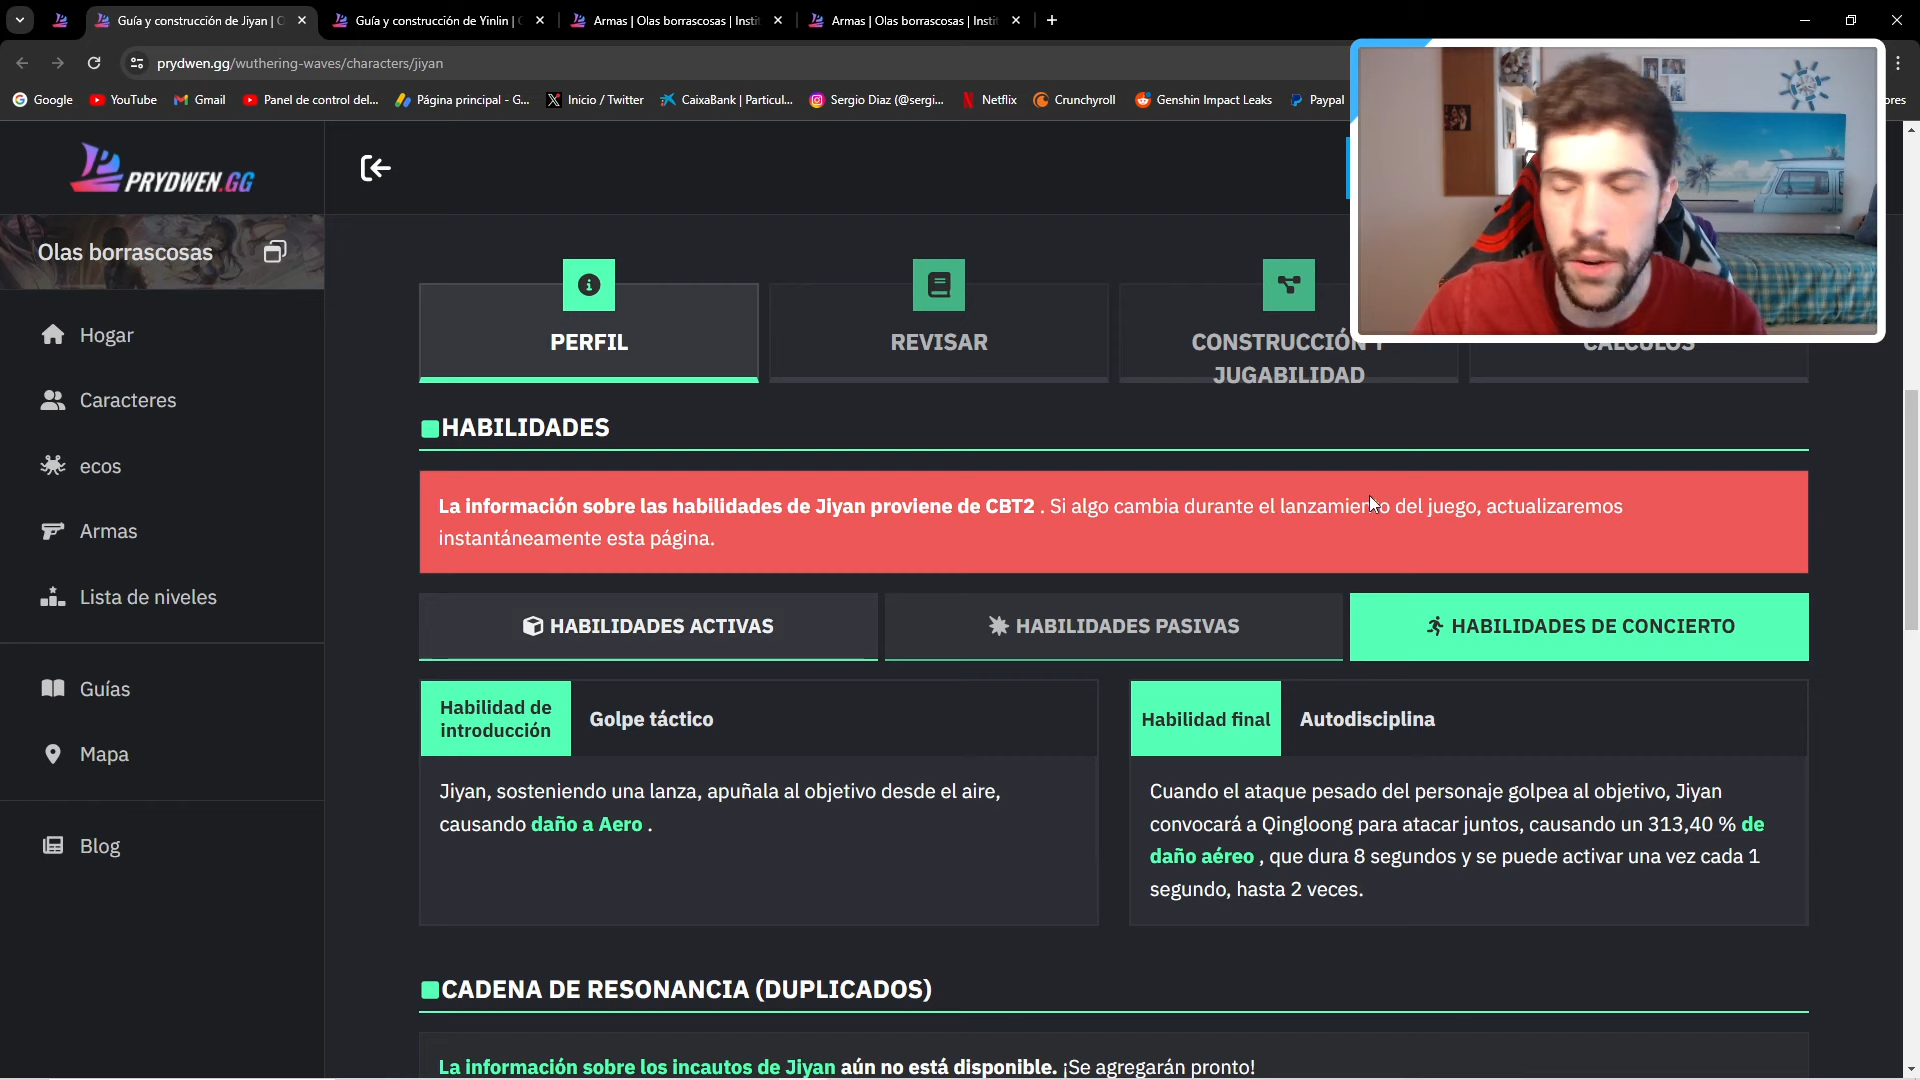 Guía y construcción de Jiyan | C
Guía y construcción de Yinlin |
Armas | Olas borrascosas | Instit
Armas | Olas borrascosas | Instit
prydwen.gg/wuthering-waves/characters/jiyan
Google
YouTube
Gmail
Panel de control del...
Página principal - G...
Inicio / Twitter
CaixaBank | Particul...
Sergio Diaz (@sergi...
Netflix
Crunchyroll
Genshin Impact Leaks
Paypal
ores
PRYDWEN.GG
Olas borrascosas
Hogar
Caracteres
ecos
Armas
Lista de niveles
Guías
Mapa
Blog
PERFIL
REVISAR
CONSTRUCCIÓN Y
JUGABILIDAD
CÁLCULOS
HABILIDADES
La información sobre las habilidades de Jiyan proviene de CBT2 . Si algo cambia durante el lanzamiento del juego, actualizaremos
instantáneamente esta página.
HABILIDADES ACTIVAS
HABILIDADES PASIVAS
HABILIDADES DE CONCIERTO
Habilidad de
introducción
Golpe táctico
Jiyan, sosteniendo una lanza, apuñala al objetivo desde el aire,
causando daño a Aero .
Habilidad final
Autodisciplina
Cuando el ataque pesado del personaje golpea al objetivo, Jiyan
convocará a Qingloong para atacar juntos, causando un 313,40 % de
daño aéreo , que dura 8 segundos y se puede activar una vez cada 1
segundo, hasta 2 veces.
CADENA DE RESONANCIA (DUPLICADOS)
La información sobre los incautos de Jiyan aún no está disponible. ¡Se agregarán pronto!